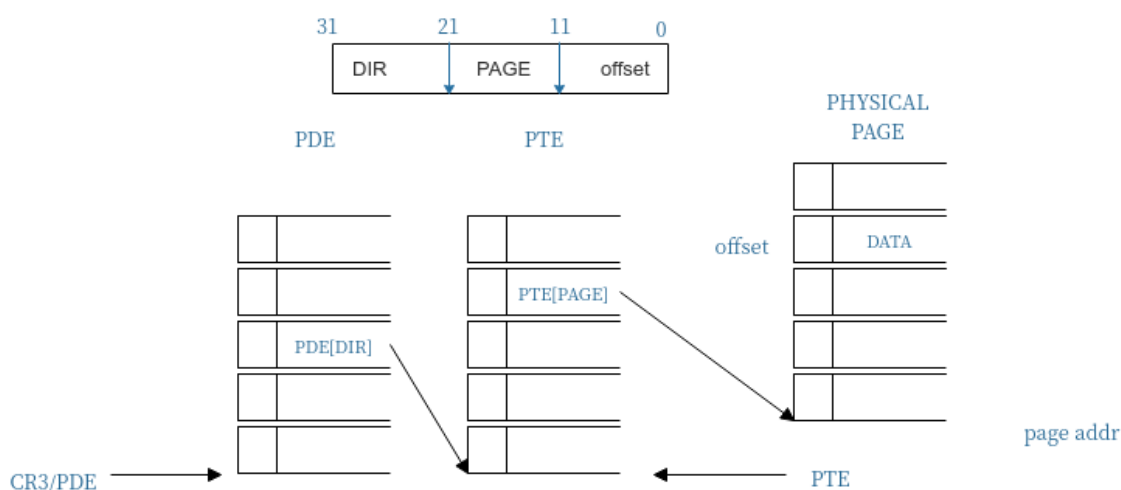 31 21 11 0
DIR PAGE offset
PHYSICAL
PAGE
PDE PTE
offset DATA
PTE[PAGE]
PDE[DIR]
page addr
CR3/PDE PTE